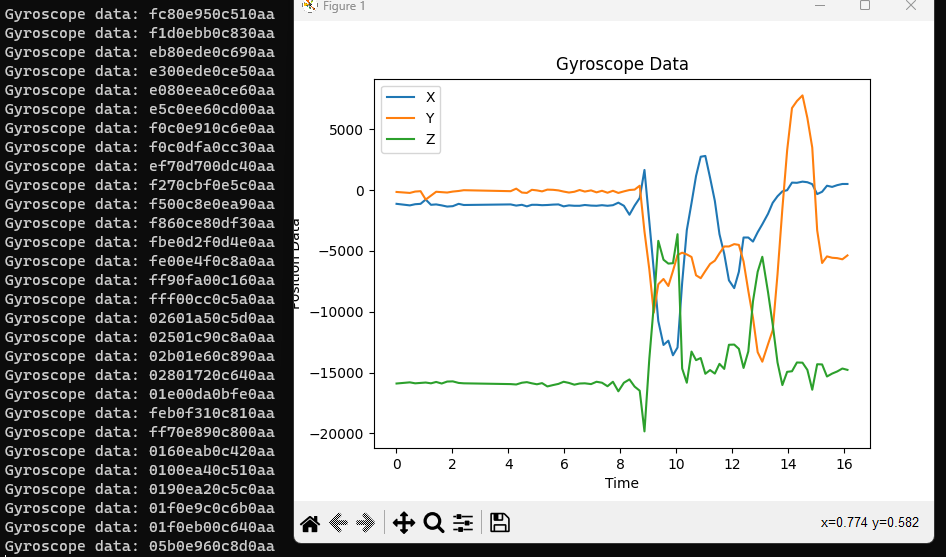 Gyroscope data: fc80e950c510aa
Gyroscope data: f1d0ebb0c830aa
Gyroscope data: eb80ede0c690aa
Gyroscope data: e300ede0ce50aa
Gyroscope data: e080eea0ce60aa
Gyroscope data: e5c0ee60cd00aa
Gyroscope data: f0c0e910c6e0aa
Gyroscope data: f0c0dfa0cc30aa
Gyroscope data: ef70d700dc40aa
Gyroscope data: f270cbf0e5c0aa
Gyroscope data: f500c8e0ea90aa
Gyroscope data: f860ce80df30aa
Gyroscope data: fbe0d2f0d4e0aa
Gyroscope data: fe00e4f0c8a0aa
Gyroscope data: ff90fa00c160aa
Gyroscope data: fff00cc0c5a0aa
Gyroscope data: 02601a50c5d0aa
Gyroscope data: 02501c90c8a0aa
Gyroscope data: 02b01e60c890aa
Gyroscope data: 02801720c640aa
Gyroscope data: 01e00da0bfe0aa
Gyroscope data: feb0f310c810aa
Gyroscope data: ff70e890c800aa
Gyroscope data: 0160eab0c420aa
Gyroscope data: 0100ea40c510aa
Gyroscope data: 0190ea20c5c0aa
Gyroscope data: 01f0e9c0c6b0aa
Gyroscope data: 01f0eb00c640aa
Gyroscope data: 05b0e960c8d0aa
Figure 1
Gyroscope Data
X
Y
Z
5000
0
−5000
−10000
−15000
−20000
Position Data
0 2 4 6 8 10 12 14 16
Time
x=0.774 y=0.582